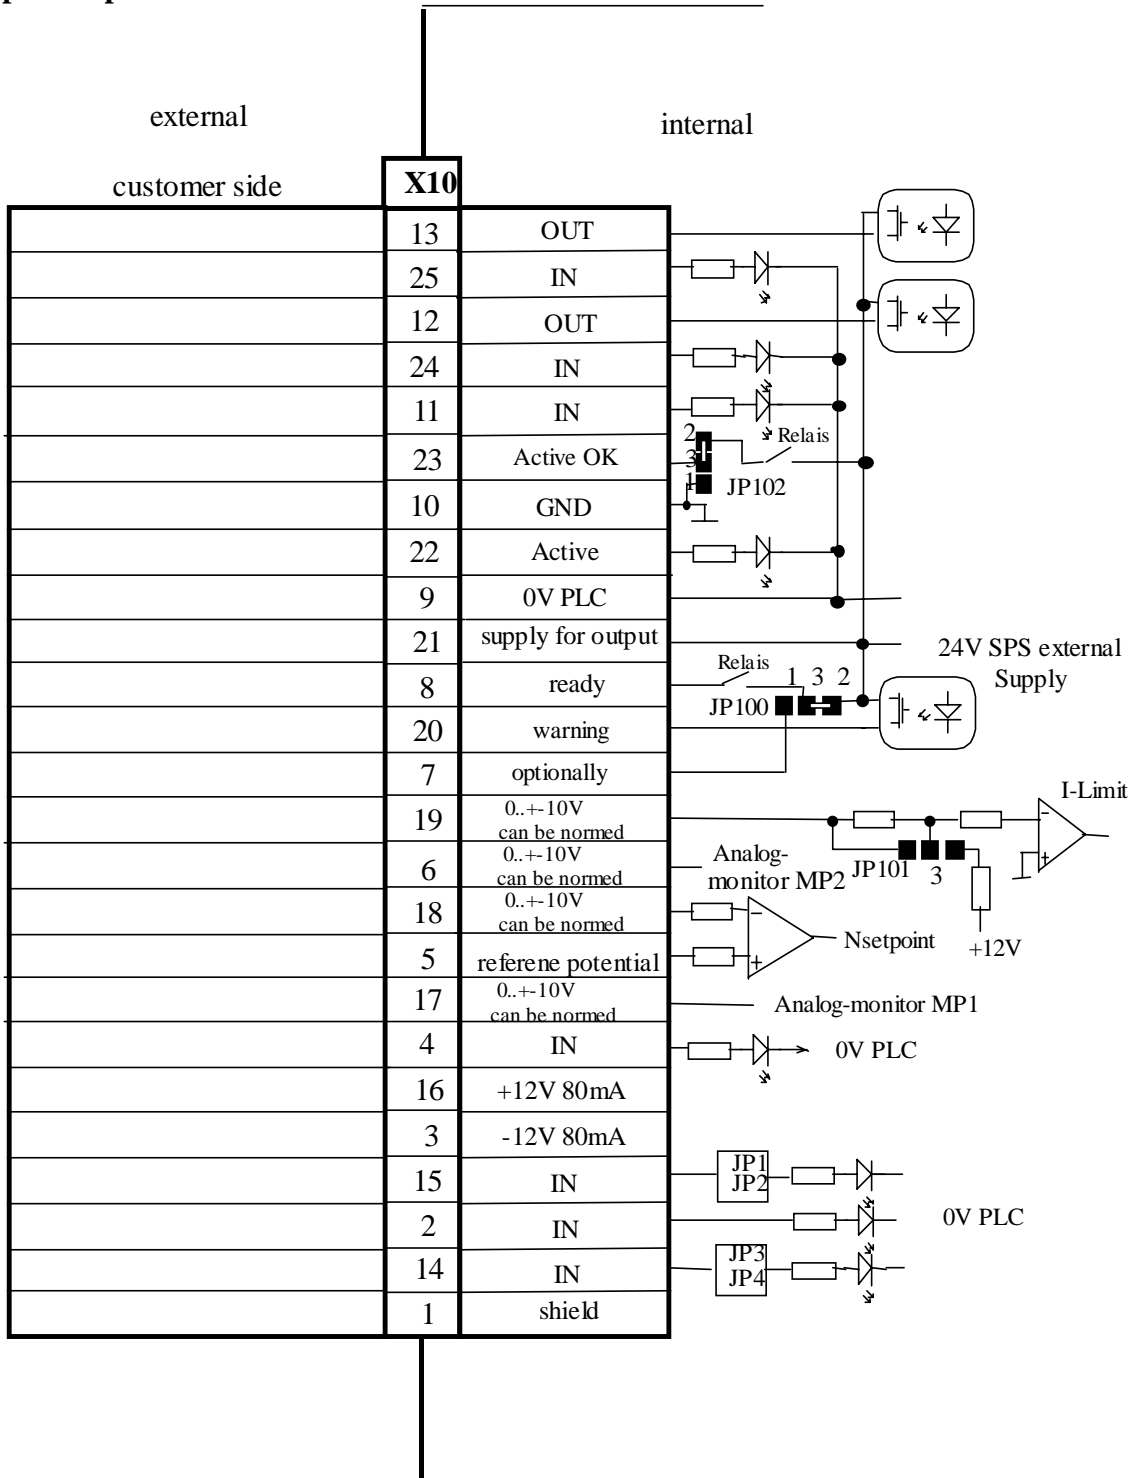 external
internal
customer side
X10
13 OUT
25 IN
12 OUT
24 IN
11 IN
2 Relais
23 Active OK 3
1 JP102
10 GND
22 Active
9 0V PLC
21 supply for output
24V SPS external
Supply
Relais
8 ready 1 3 2
JP100
20 warning
7 optionally
I-Limit
19 0..+-10V
can be normed
6 0..+-10V
can be normed
Analog-
monitor MP2
JP101
3
+12V
18 0..+-10V
can be normed
Nsetpoint
5 referene potential
17 0..+-10V
can be normed
Analog-monitor MP1
4 IN 0V PLC
16 +12V 80mA
3 -12V 80mA
15 IN JP1
JP2
2 IN 0V PLC
14 IN JP3
JP4
1 shield